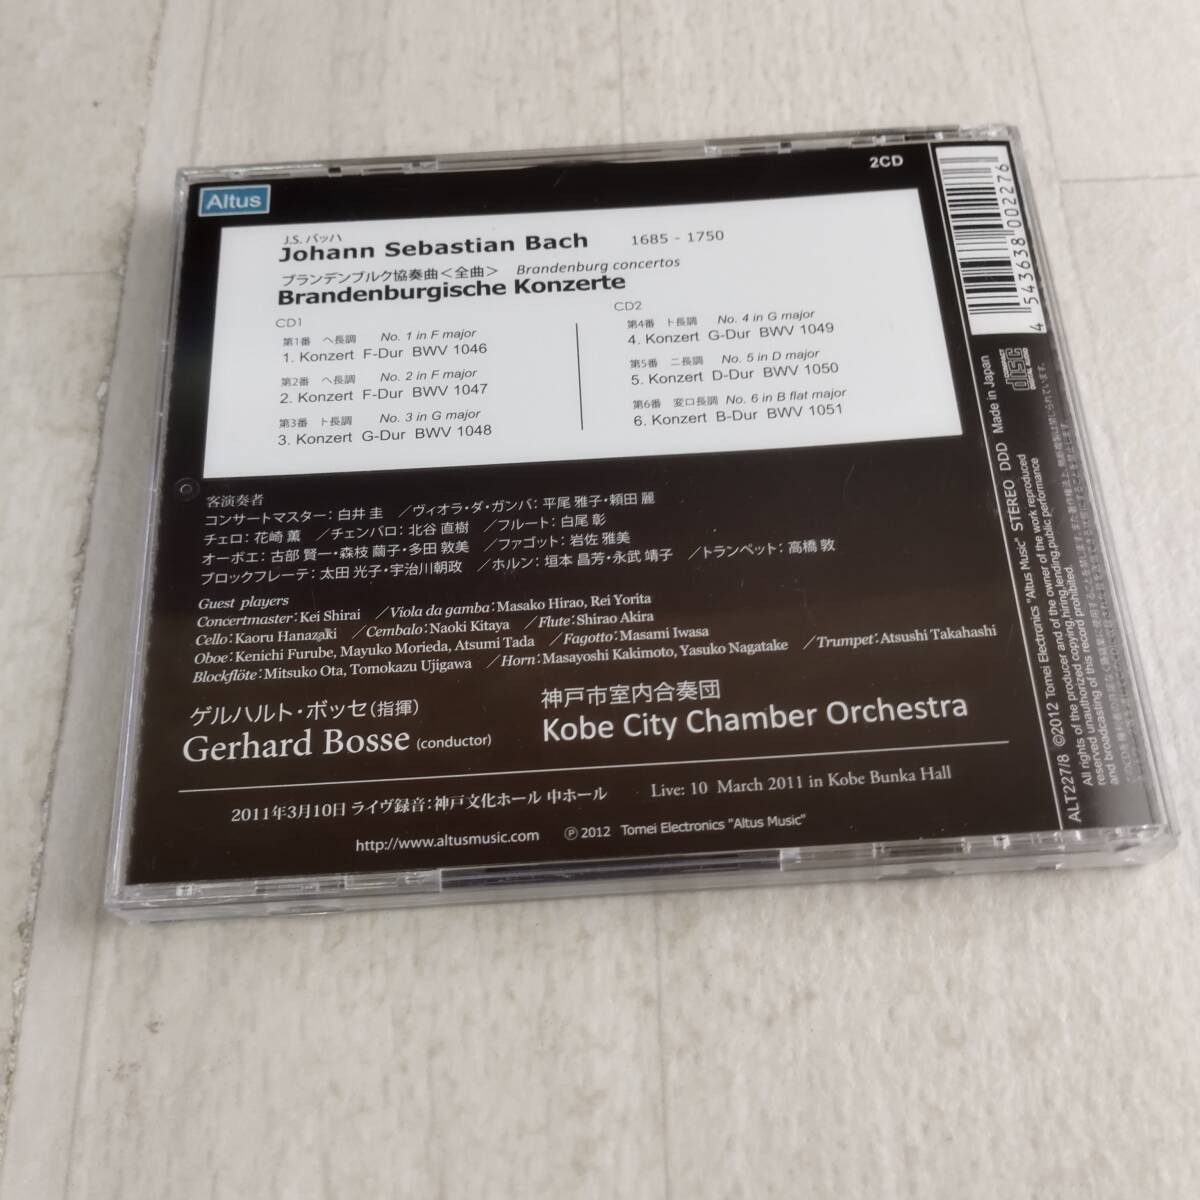 Altus
2CD
J.S. バッハ
Johann Sebastian Bach 1685 - 1750
ブランデンブルク協奏曲＜全曲＞ Brandenburg concertos
Brandenburgische Konzerte
CD1
第1番 ヘ長調 No. 1 in F major
1. Konzert F-Dur BWV 1046
第2番 ヘ長調 No. 2 in F major
2. Konzert F-Dur BWV 1047
第3番 ト長調 No. 3 in G major
3. Konzert G-Dur BWV 1048
CD2
第4番 ト長調 No. 4 in G major
4. Konzert G-Dur BWV 1049
第5番 ニ長調 No. 5 in D major
5. Konzert D-Dur BWV 1050
第6番 変ロ長調 No. 6 in B flat major
6. Konzert B-Dur BWV 1051
客演奏者
コンサートマスター：白井 圭 ／ヴィオラ・ダ・ガンバ：平尾 雅子・頼田 麗
チェロ：花崎 薫 ／チェンバロ：北谷 直樹 ／フルート：白尾 彰
オーボエ：古部 賢一・森枝 繭子・多田 敦美 ／ファゴット：岩佐 雅美
ブロックフレーテ：太田 光子・宇治川朝政 ／ホルン：垣本 昌芳・永武 靖子 ／トランペット：高橋 敦
Guest players
Concertmaster：Kei Shirai ／Viola da gamba：Masako Hirao, Rei Yorita
Cello：Kaoru Hanazaki ／Cembalo：Naoki Kitaya ／Flute：Shirao Akira
Oboe：Kenichi Furube, Mayuko Morieda, Atsumi Tada ／Fagotto：Masami Iwasa
Blockflöte：Mitsuko Ota, Tomokazu Ujigawa ／Horn：Masayoshi Kakimoto, Yasuko Nagatake ／Trumpet：Atsushi Takahashi
ゲルハルト・ボッセ（指揮）
Gerhard Bosse (conductor)
神戸市室内合奏団
Kobe City Chamber Orchestra
2011年3月10日 ライヴ録音：神戸文化ホール 中ホール Live: 10 March 2011 in Kobe Bunka Hall
http://www.altusmusic.com ℗ 2012 Tomei Electronics "Altus Music"
4 543638 002276
COMPACT disc DIGITAL AUDIO
ALT227/8 ©2012 Tomei Electronics "Altus Music" STEREO DDD Made in Japan
All rights of the producer and of the owner of the work reproduced
reserved unauthorized copying,hiring,lending,public performance
and broadcasting of this record prohibited.